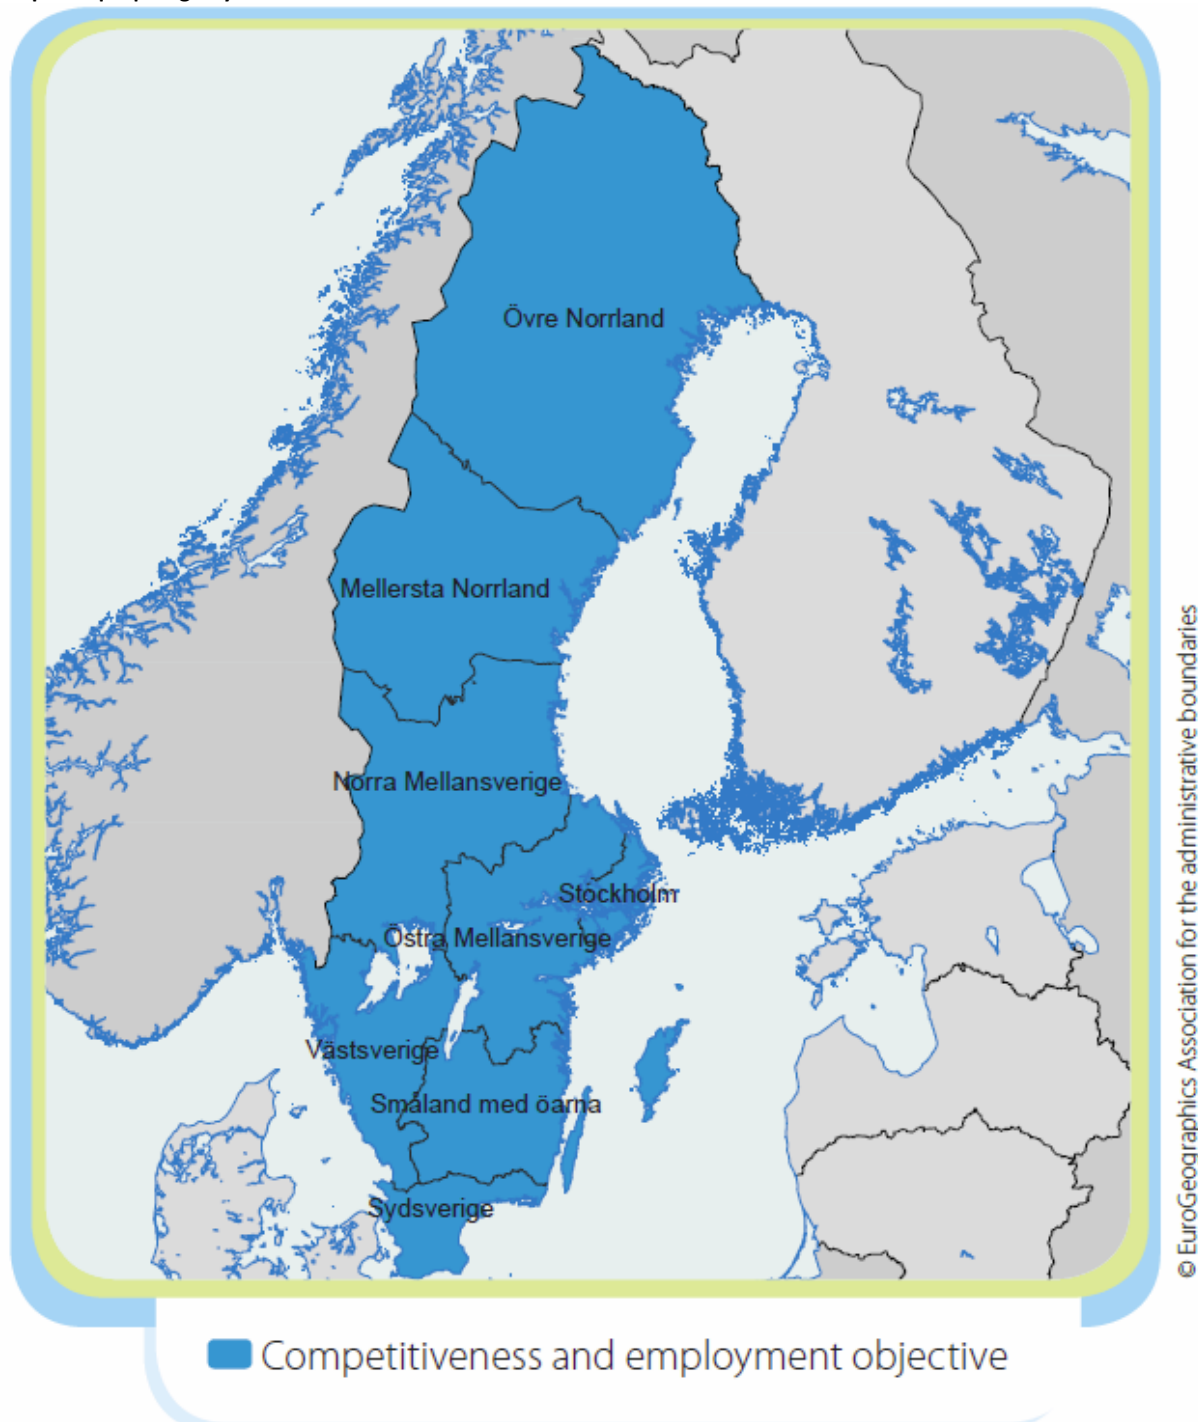 Övre Norrland
Mellersta Norrland
Norra Mellansverige
Stockholm
Östra Mellansverige
Västsverige
Småland med öarna
Sydsverige
© EuroGeographics Association for the administrative boundaries
Competitiveness and employment objective